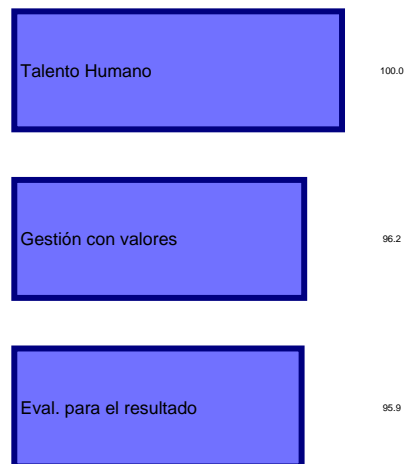 Talento Humano 100.0
Gestión con valores 96.2
Eval. para el resultado 95.9